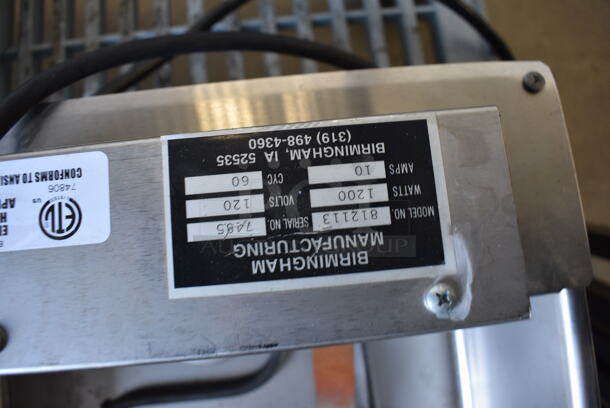 BIRMINGHAM
MANUFACTURING
MODEL NO. 812113 SERIAL NO. 7485
WATTS 1200 VOLTS 120
AMPS 10 CYC 60
BIRMINGHAM, IA 52535
(319) 498-4360
ETL
74806
CONFORMS TO ANSI